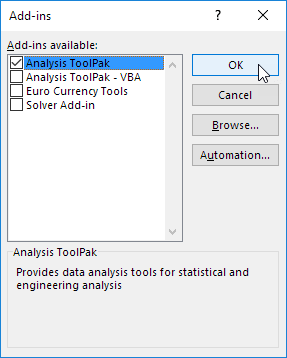 Add-ins
?
Add-ins available:
Analysis ToolPak
Analysis ToolPak - VBA
Euro Currency Tools
Solver Add-in
OK
Cancel
Browse...
Automation...
Analysis ToolPak
Provides data analysis tools for statistical and
engineering analysis